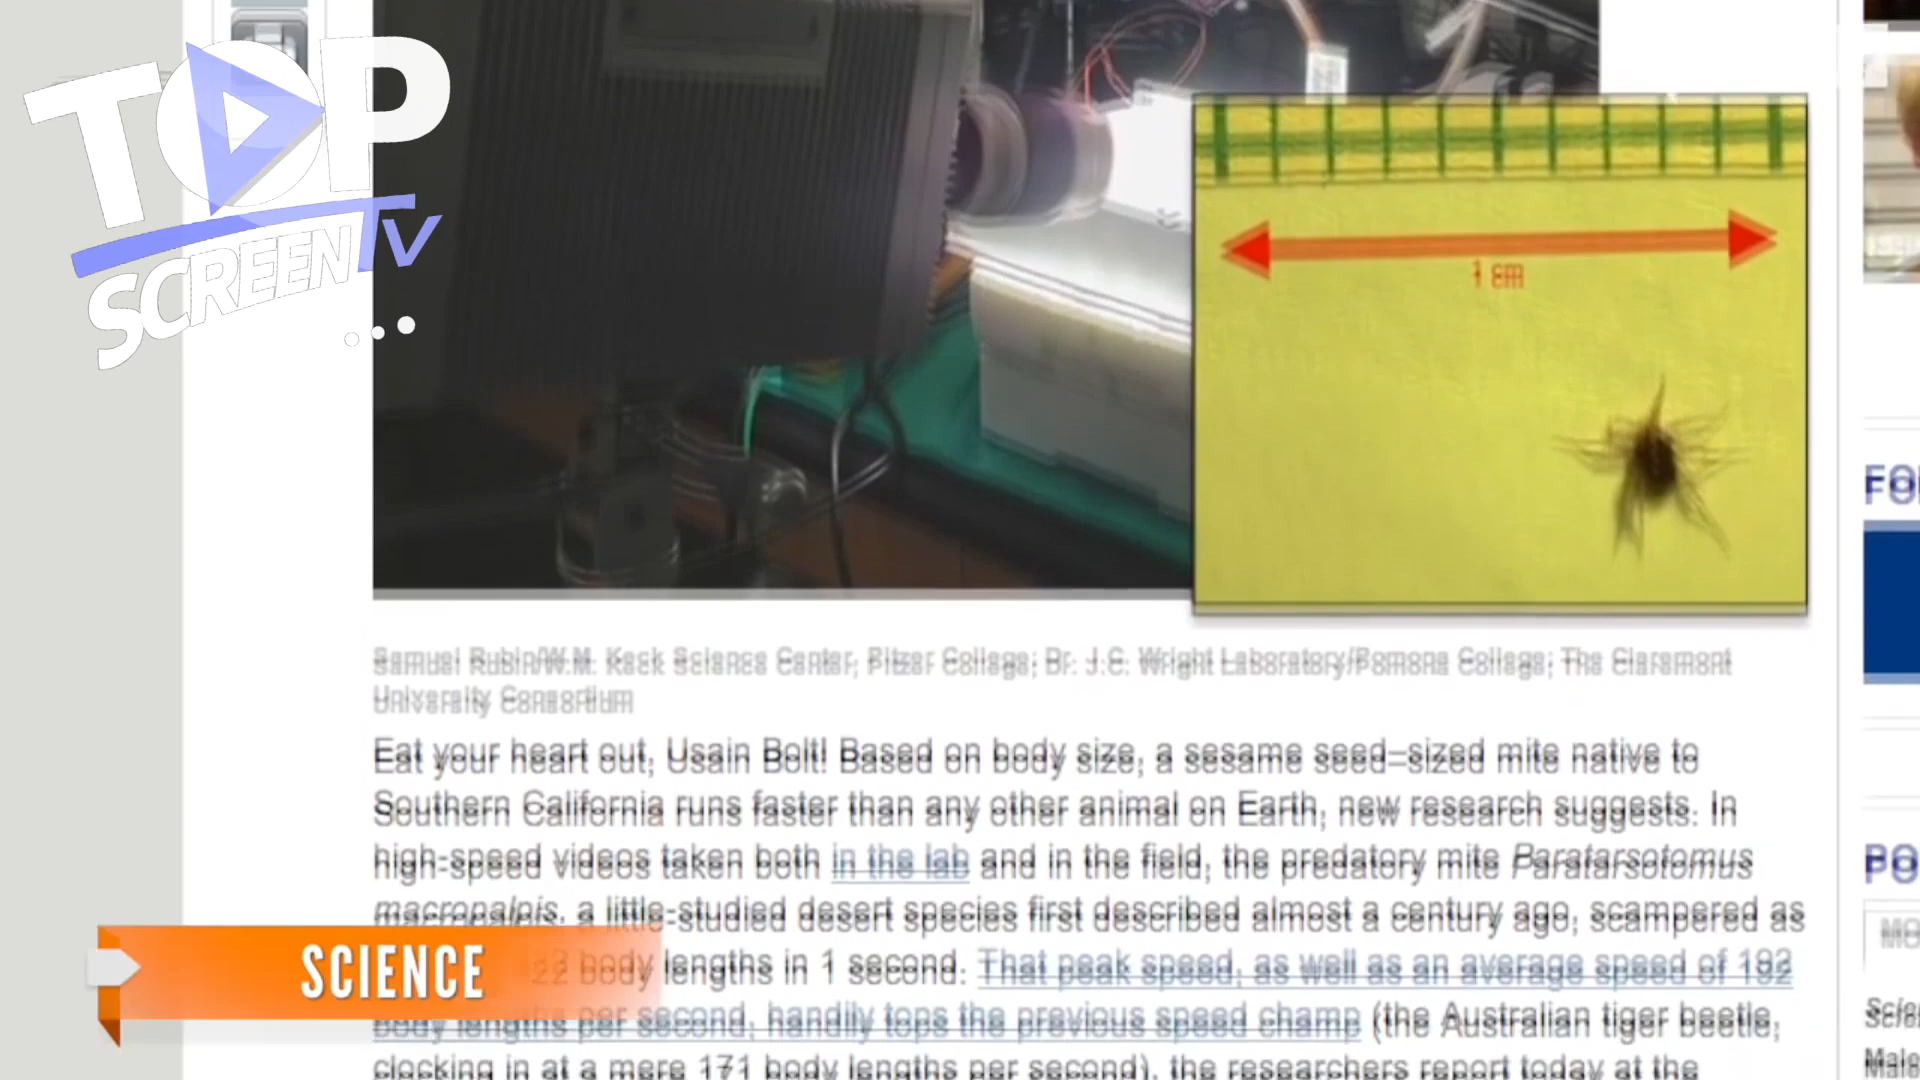 TOP
SCREEN TV
1 cm
Samuel Rubin/W.M. Keck Science Center, Pitzer College; Dr. J.C. Wright Laboratory/Pomona College; The Claremont
University Consortium
Eat your heart out, Usain Bolt! Based on body size, a sesame seed–sized mite native to
Southern California runs faster than any other animal on Earth, new research suggests. In
high-speed videos taken both in the lab and in the field, the predatory mite Paratarsotomus
macropalpis, a little-studied desert species first described almost a century ago, scampered as
body lengths in 1 second. That peak speed, as well as an average speed of 192
body lengths per second, handily tops the previous speed champ (the Australian tiger beetle,
clocking in at a mere 171 body lengths per second), the researchers report today at the
SCIENCE